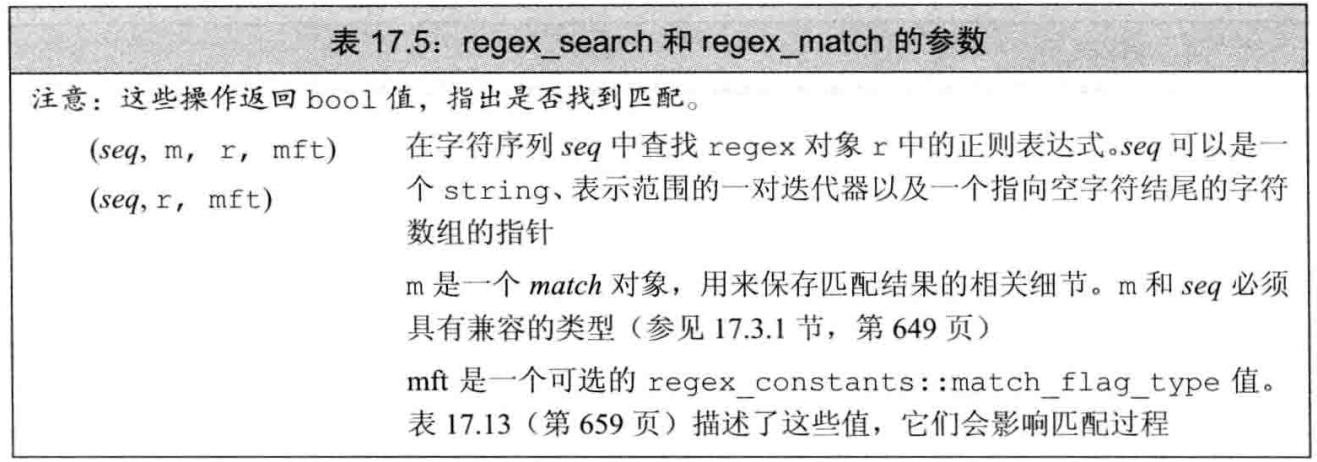 表 17.5：regex_search 和 regex_match 的参数
注意：这些操作返回 bool 值，指出是否找到匹配。
(seq, m, r, mft) 在字符序列 seq 中查找 regex 对象 r 中的正则表达式。seq 可以是一
(seq, r, mft) 个 string、表示范围的一对迭代器以及一个指向空字符结尾的字符
数组的指针
m 是一个 match 对象，用来保存匹配结果的相关细节。m 和 seq 必须
具有兼容的类型（参见 17.3.1 节，第 649 页）
mft 是一个可选的 regex_constants::match_flag_type 值。
表 17.13（第 659 页）描述了这些值，它们会影响匹配过程